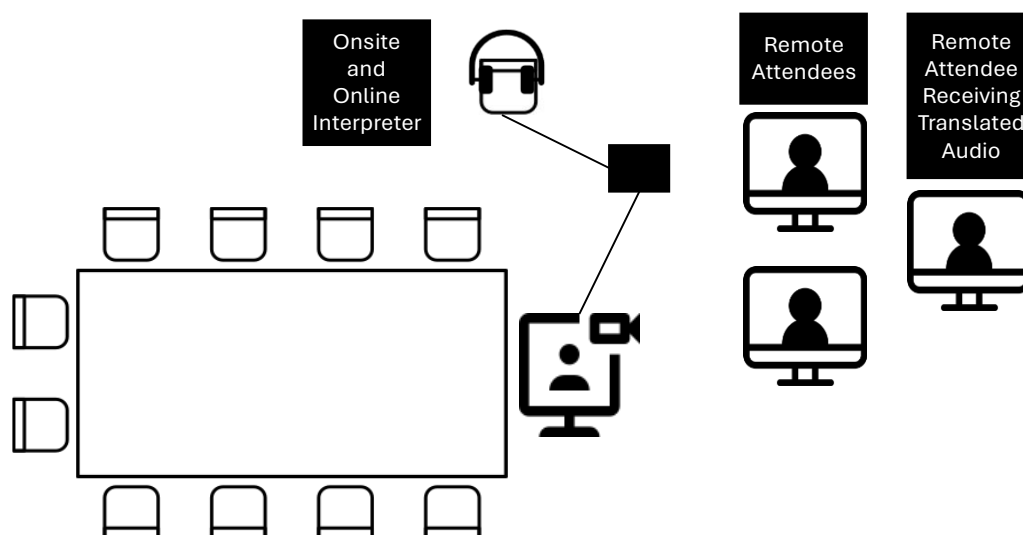 Onsite
and
Online
Interpreter
Remote
Attendees
Remote
Attendee
Receiving
Translated
Audio